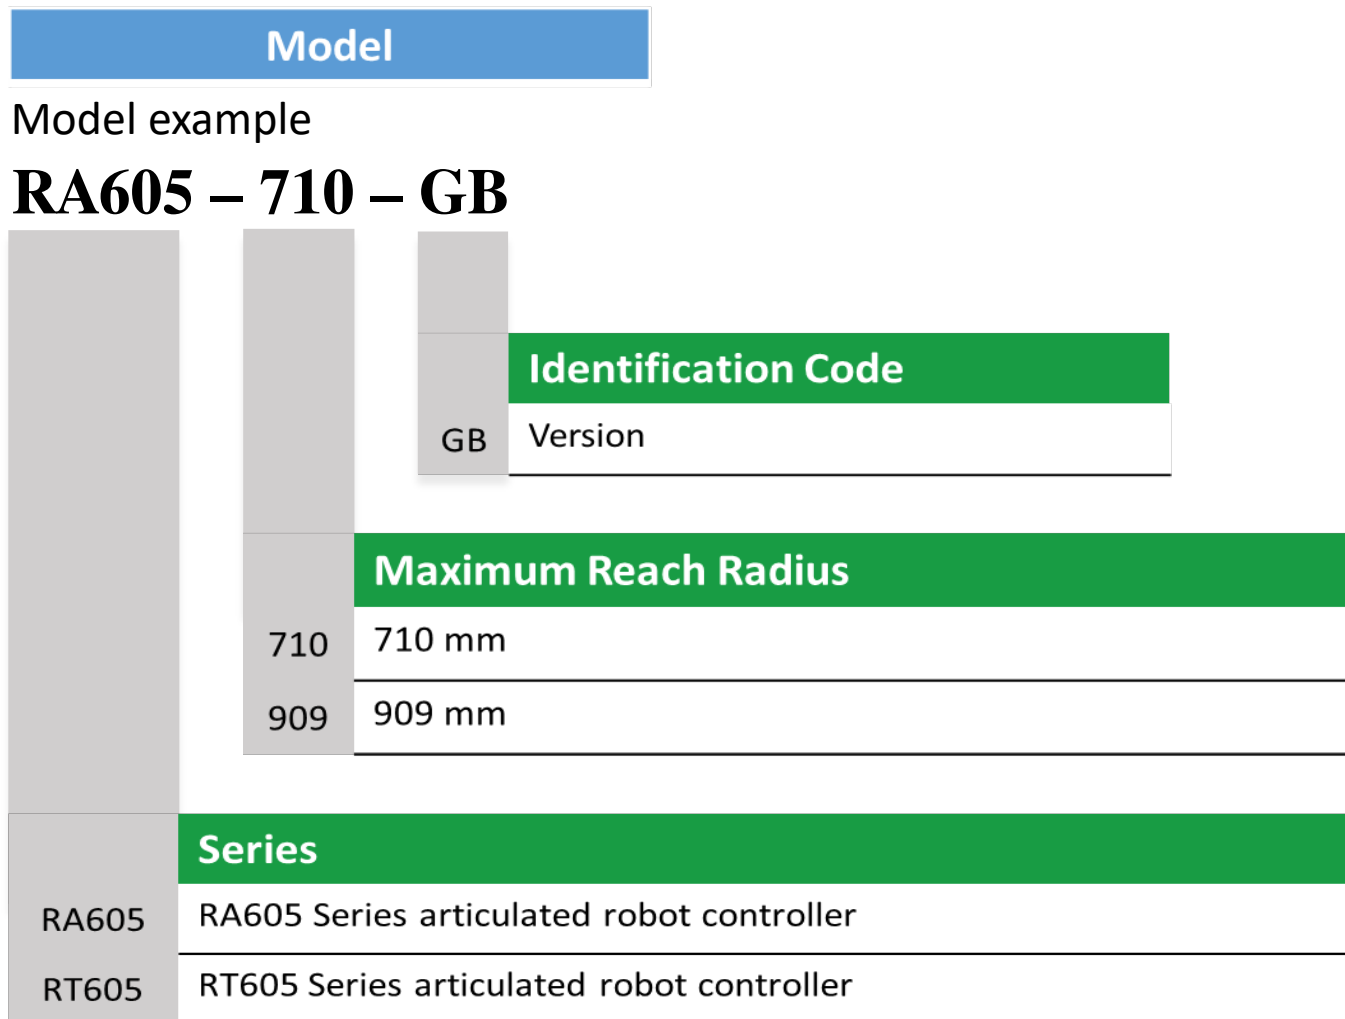 Model
Model example
RA605 – 710 – GB
Identification Code
GB Version
Maximum Reach Radius
710 710 mm
909 909 mm
Series
RA605 RA605 Series articulated robot controller
RT605 RT605 Series articulated robot controller